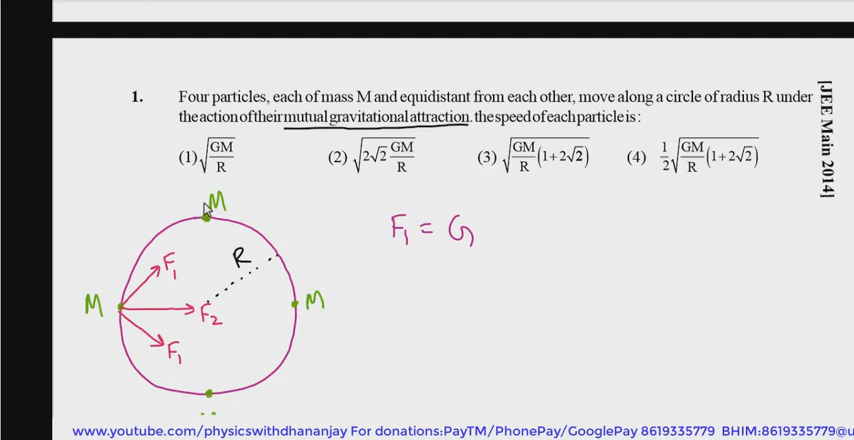 1. Four particles, each of mass M and equidistant from each other, move along a circle of radius R under
the action of their mutual gravitational attraction. the speed of each particle is :
(1) √(GM/R) (2) √(2√2 GM/R) (3) √(GM/R (1+2√2)) (4) 1/2 √(GM/R (1+2√2))
[JEE Main 2014]
M
F₁ = G
R
F₁
M
F₂
M
F₁
www.youtube.com/physicswithdhananjay For donations:PayTM/PhonePay/GooglePay 8619335779 BHIM:8619335779@u